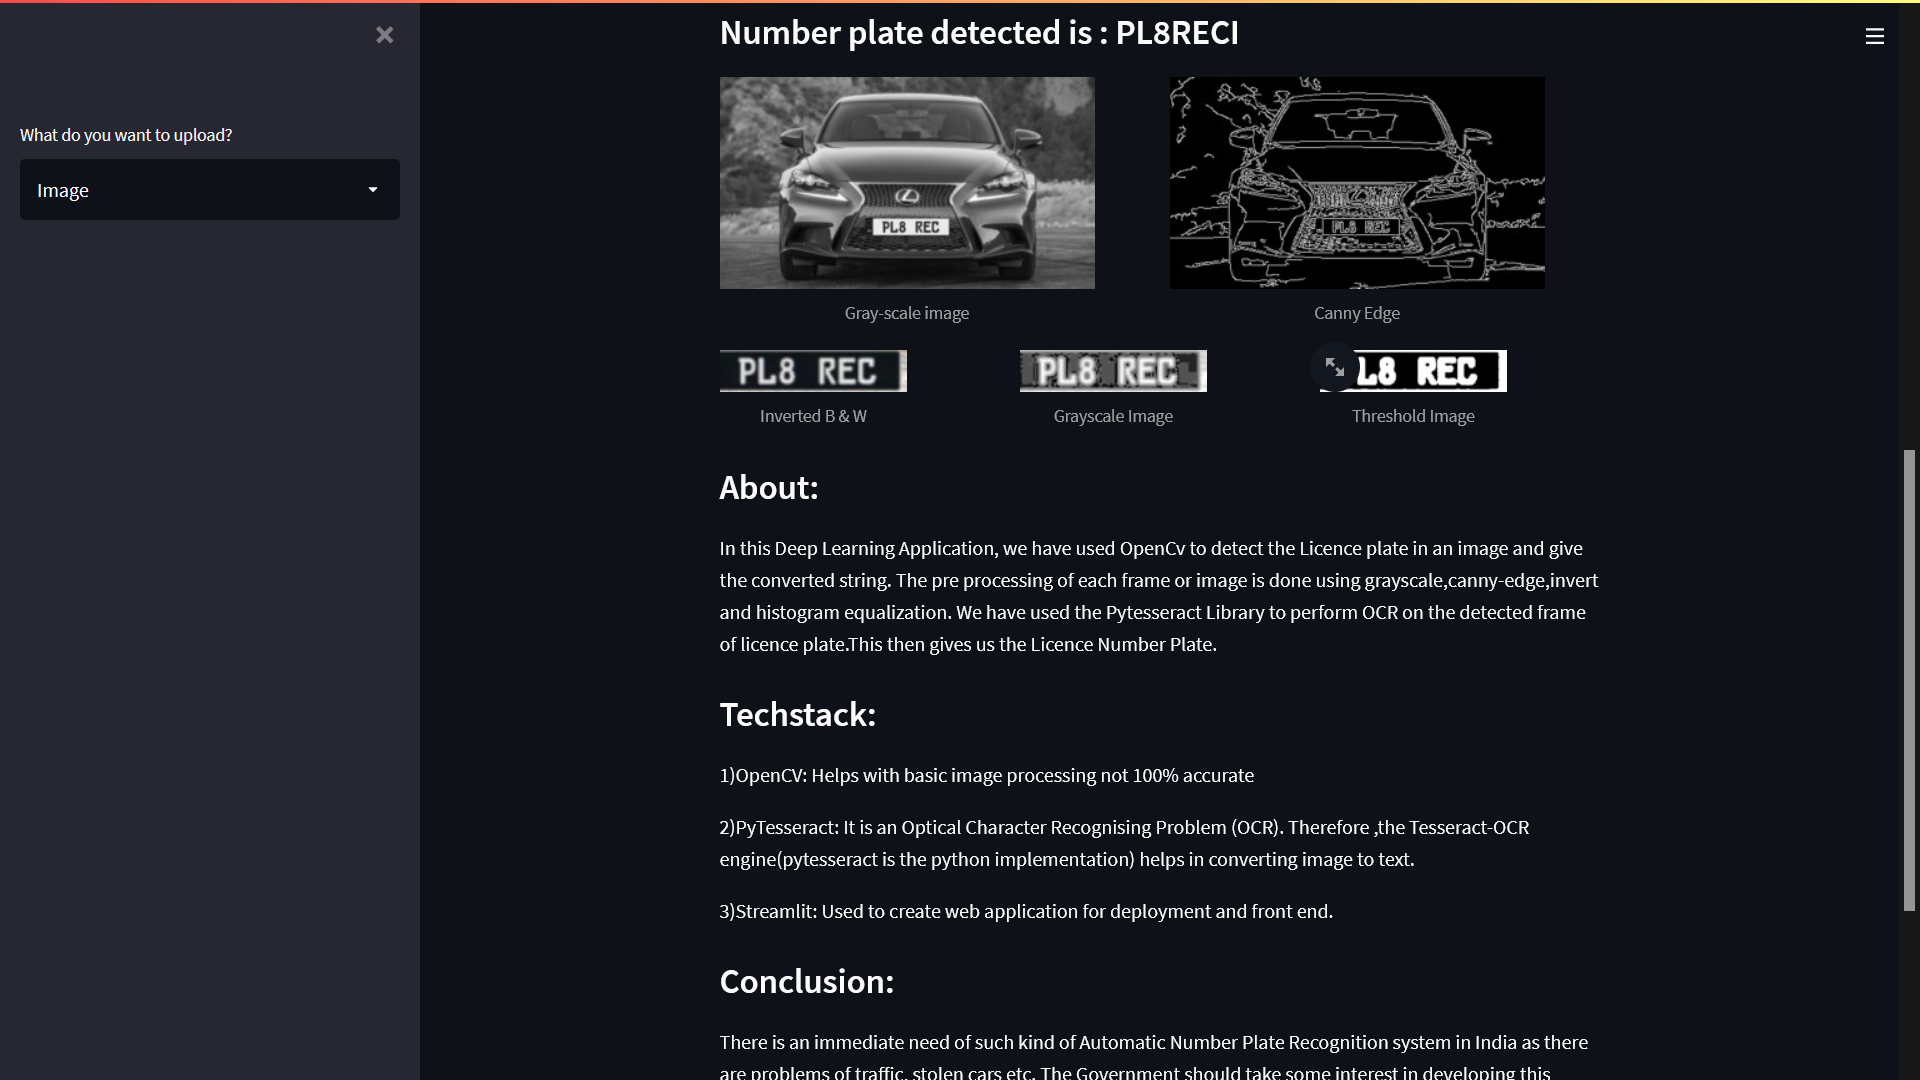 Number plate detected is : PL8RECI
What do you want to upload?
Image
PL8 REC
PL8 REC
Gray-scale image
Canny Edge
PL8 REC
PL8 REC
L8 REC
Inverted B & W
Grayscale Image
Threshold Image
About:
In this Deep Learning Application, we have used OpenCv to detect the Licence plate in an image and give
the converted string. The pre processing of each frame or image is done using grayscale,canny-edge,invert
and histogram equalization. We have used the Pytesseract Library to perform OCR on the detected frame
of licence plate.This then gives us the Licence Number Plate.
Techstack:
1)OpenCV: Helps with basic image processing not 100% accurate
2)PyTesseract: It is an Optical Character Recognising Problem (OCR). Therefore ,the Tesseract-OCR
engine(pytesseract is the python implementation) helps in converting image to text.
3)Streamlit: Used to create web application for deployment and front end.
Conclusion:
There is an immediate need of such kind of Automatic Number Plate Recognition system in India as there
are problems of traffic, stolen cars etc. The Government should take some interest in developing this